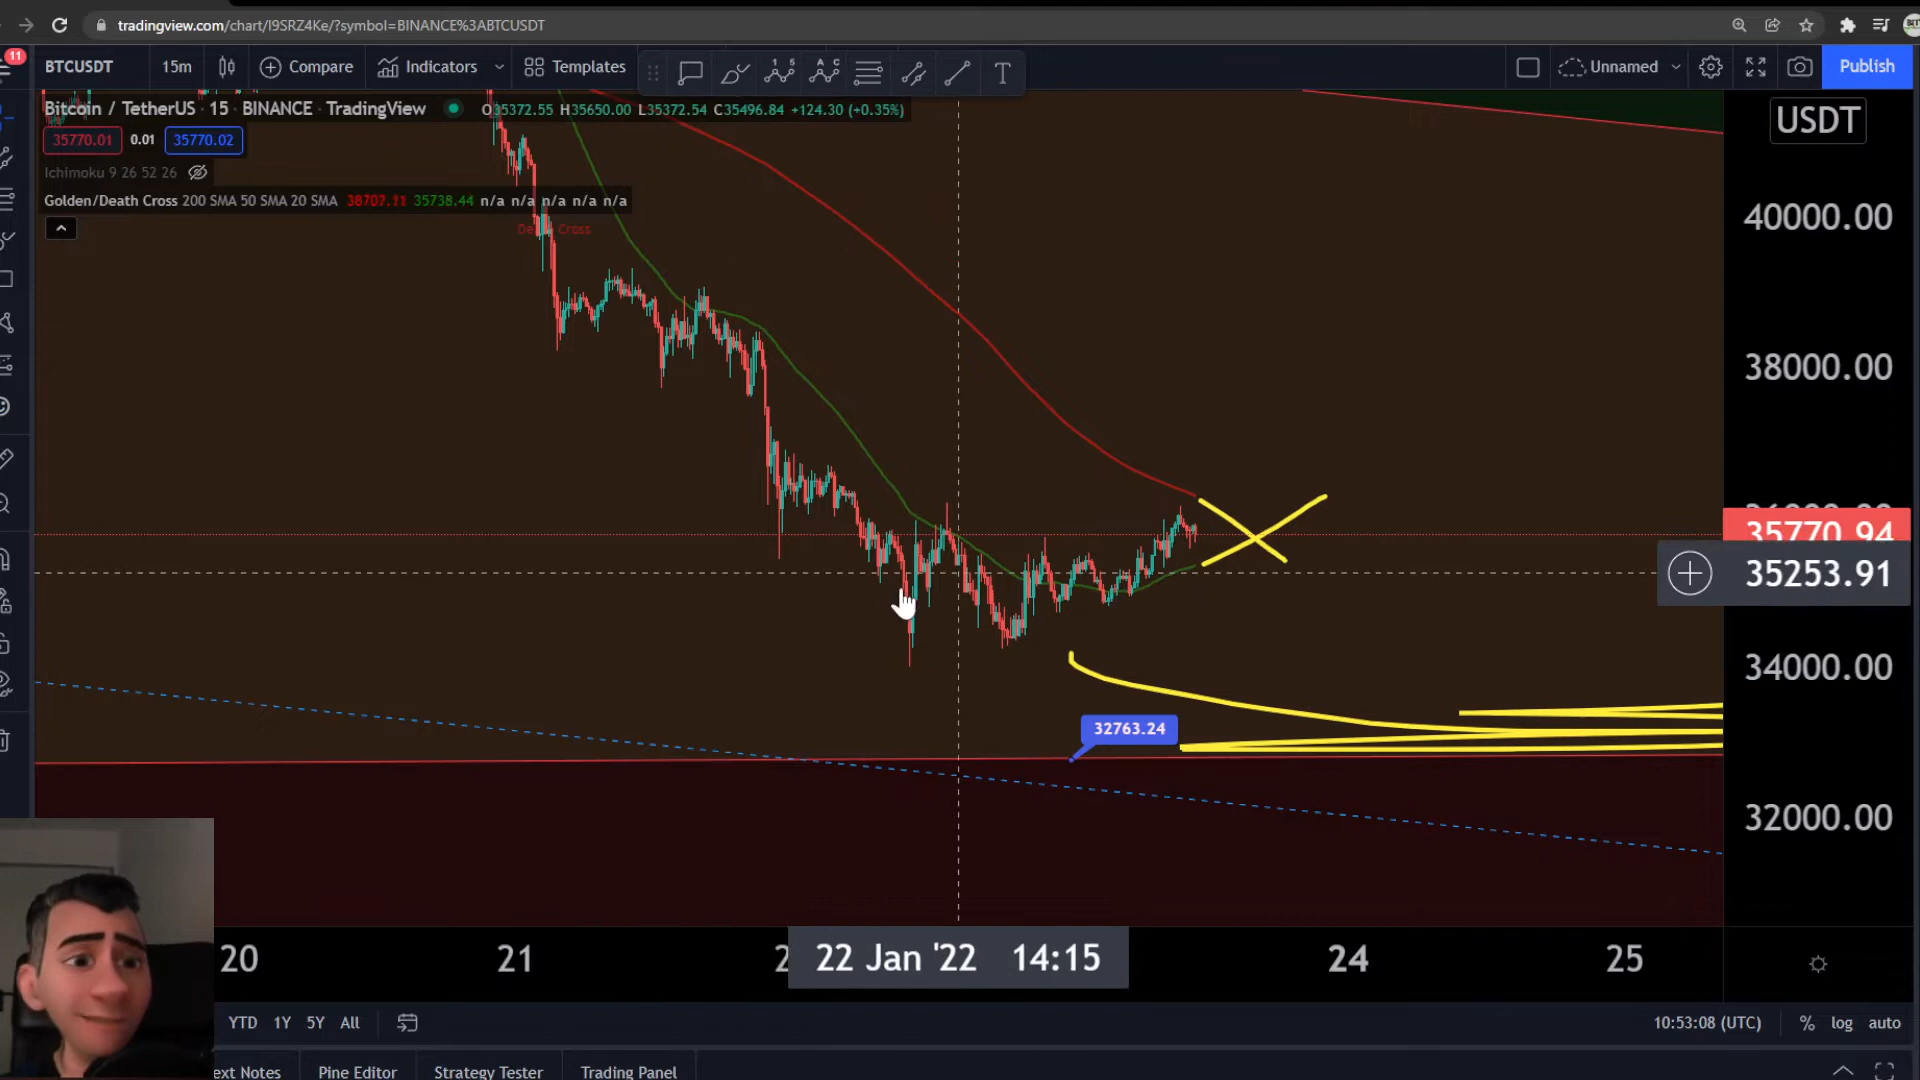 tradingview.com/chart/I9SRZ4Ke/?symbol=BINANCE%3ABTCUSDT
11
BTCUSDT 15m Compare Indicators Templates Unnamed Publish
Bitcoin / TetherUS · 15 · BINANCE · TradingView O35372.55 H35650.00 L35372.54 C35496.84 +124.30 (+0.35%)
35770.01 0.01 35770.02
Ichimoku 9 26 52 26
Golden/Death Cross 200 SMA 50 SMA 20 SMA 38707.11 35738.44 n/a n/a n/a n/a n/a
Cross
USDT
40000.00
38000.00
35770.94
35253.91
34000.00
32763.24
32000.00
20 21 22 Jan '22 14:15 24 25
YTD 1Y 5Y All
10:53:08 (UTC) % log auto
ext Notes Pine Editor Strategy Tester Trading Panel